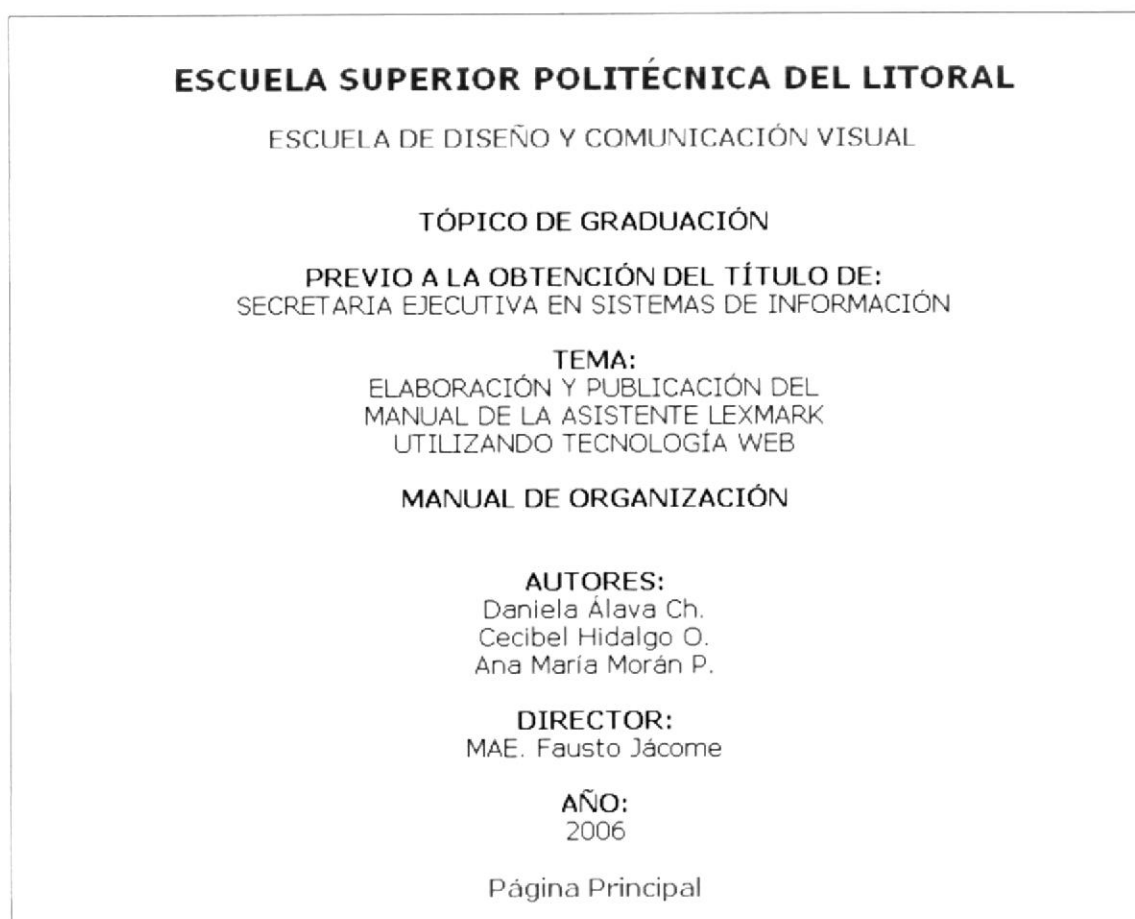 ESCUELA SUPERIOR POLITÉCNICA DEL LITORAL
ESCUELA DE DISEÑO Y COMUNICACIÓN VISUAL
TÓPICO DE GRADUACIÓN
PREVIO A LA OBTENCIÓN DEL TÍTULO DE:
SECRETARIA EJECUTIVA EN SISTEMAS DE INFORMACIÓN
TEMA:
ELABORACIÓN Y PUBLICACIÓN DEL
MANUAL DE LA ASISTENTE LEXMARK
UTILIZANDO TECNOLOGÍA WEB
MANUAL DE ORGANIZACIÓN
AUTORES:
Daniela Álava Ch.
Cecibel Hidalgo O.
Ana María Morán P.
DIRECTOR:
MAE. Fausto Jácome
AÑO:
2006
Página Principal